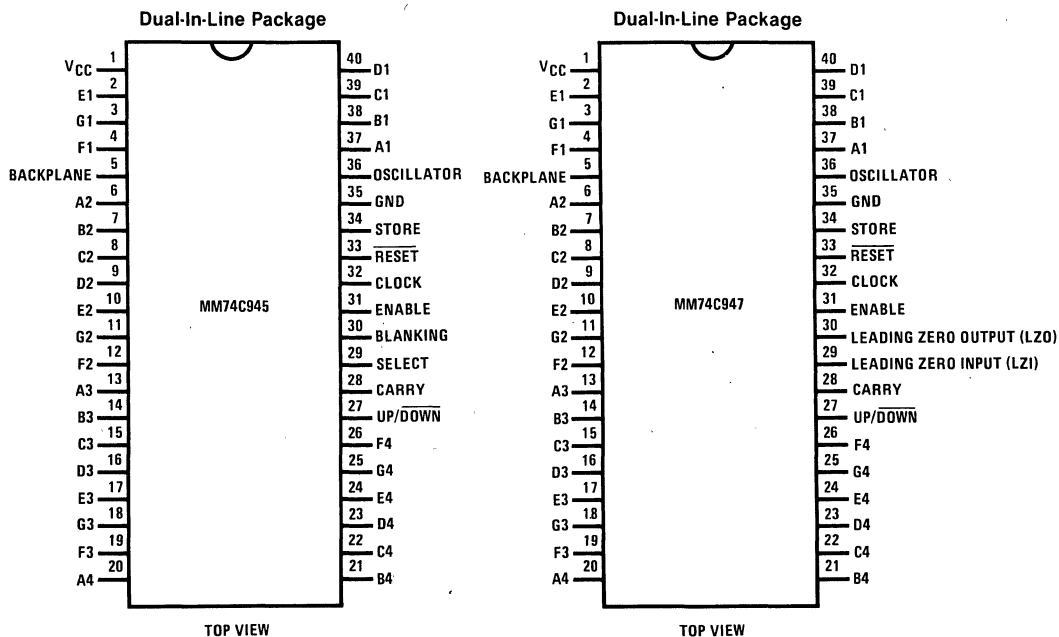 Dual-In-Line Package
VCC 1
E1 2
G1 3
F1 4
BACKPLANE 5
A2 6
B2 7
C2 8
D2 9
E2 10
G2 11
F2 12
A3 13
B3 14
C3 15
D3 16
E3 17
G3 18
F3 19
A4 20
MM74C945
40 D1
39 C1
38 B1
37 A1
36 OSCILLATOR
35 GND
34 STORE
33 R̅E̅S̅E̅T̅
32 CLOCK
31 ENABLE
30 BLANKING
29 SELECT
28 CARRY
27 UP/D̅O̅W̅N̅
26 F4
25 G4
24 E4
23 D4
22 C4
21 B4
TOP VIEW
Dual-In-Line Package
VCC 1
E1 2
G1 3
F1 4
BACKPLANE 5
A2 6
B2 7
C2 8
D2 9
E2 10
G2 11
F2 12
A3 13
B3 14
C3 15
D3 16
E3 17
G3 18
F3 19
A4 20
MM74C947
40 D1
39 C1
38 B1
37 A1
36 OSCILLATOR
35 GND
34 STORE
33 R̅E̅S̅E̅T̅
32 CLOCK
31 ENABLE
30 LEADING ZERO OUTPUT (LZO)
29 LEADING ZERO INPUT (LZI)
28 CARRY
27 UP/D̅O̅W̅N̅
26 F4
25 G4
24 E4
23 D4
22 C4
21 B4
TOP VIEW